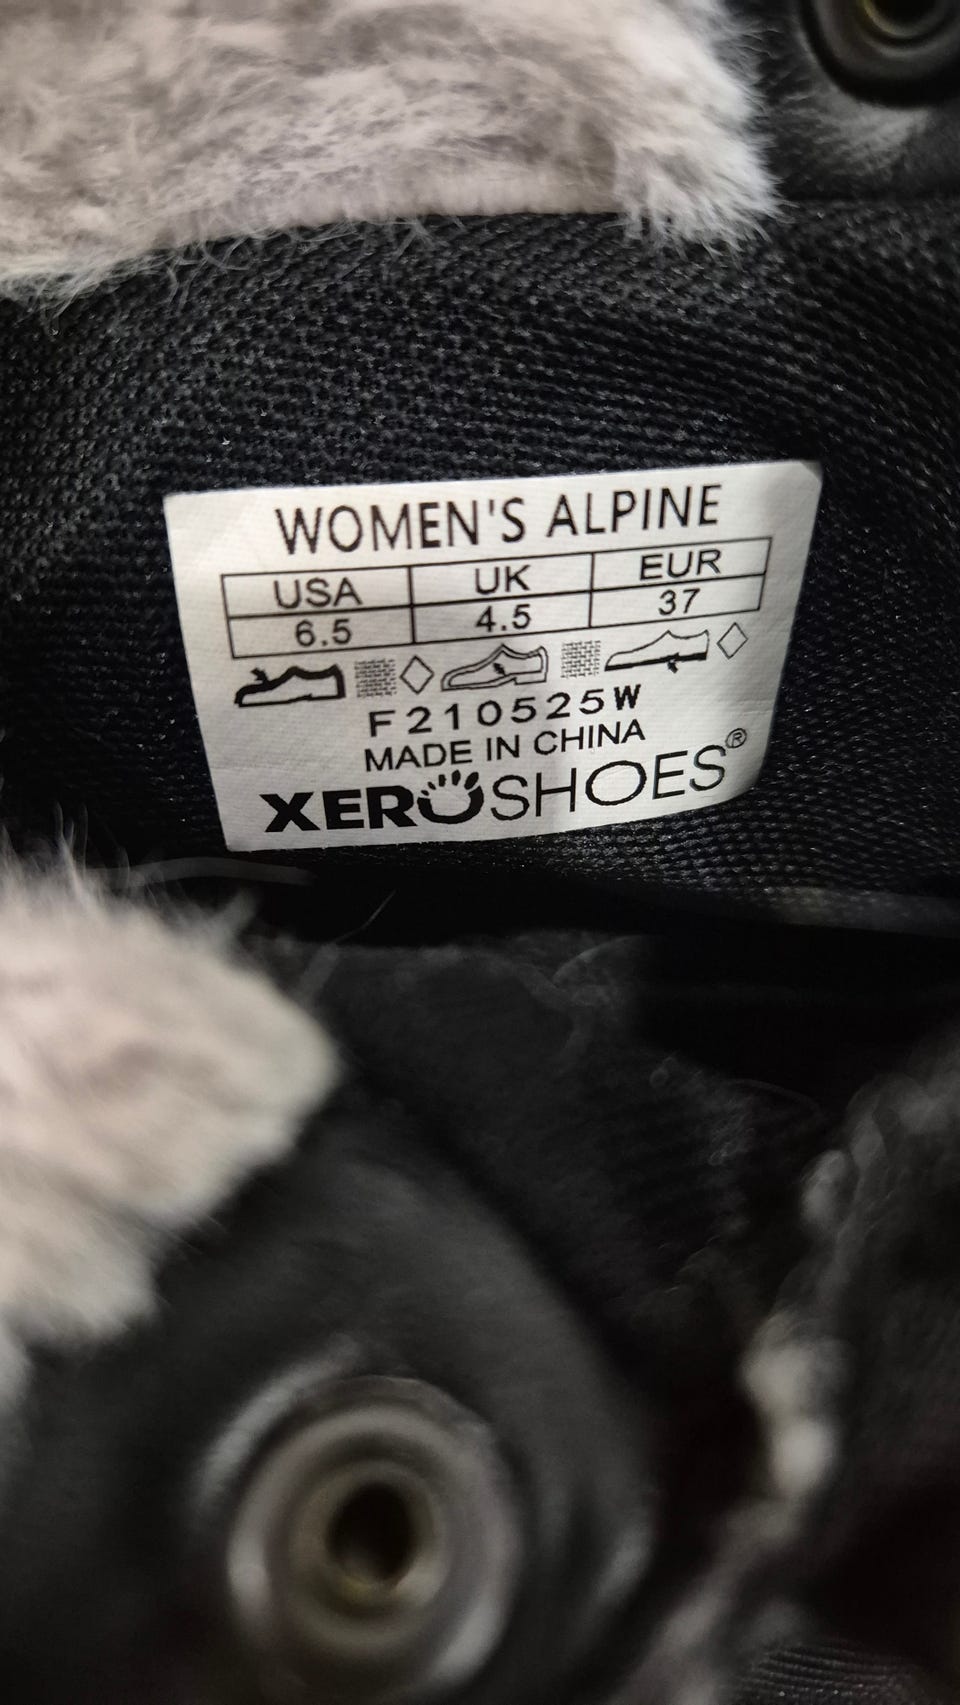 WOMEN'S ALPINE
USA UK EUR
6.5 4.5 37
F210525W
MADE IN CHINA
XEROSHOES®